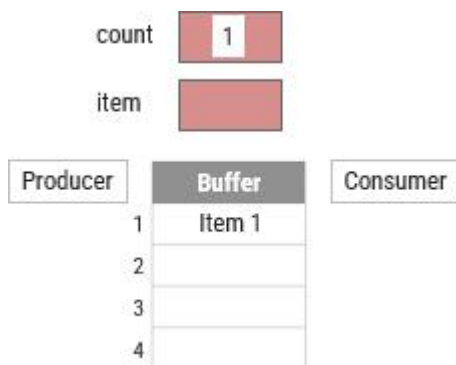 count 1
item
Producer Buffer Consumer
1 Item 1
2
3
4